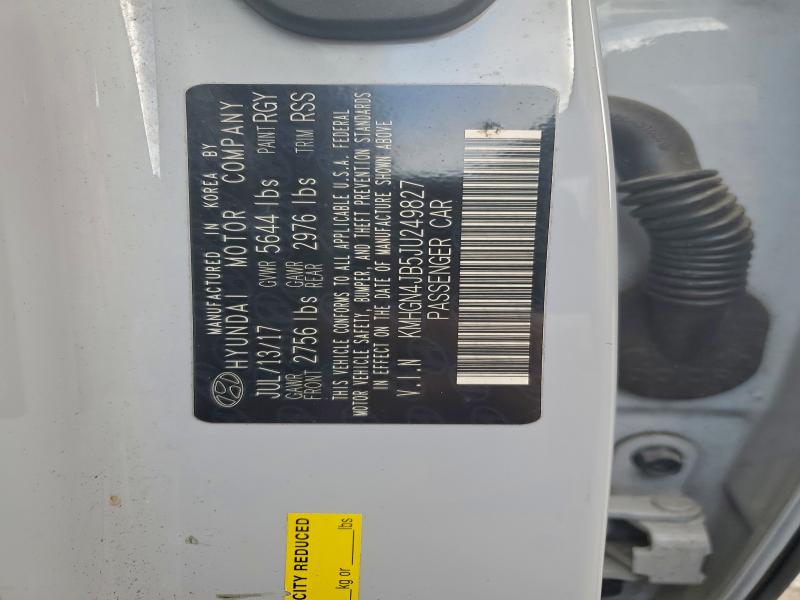 MANUFACTURED IN KOREA BY
HYUNDAI MOTOR COMPANY
JUL/13/17 GVWR 5644 lbs PAINT RGY
GAWR FRONT 2756 lbs GAWR REAR 2976 lbs TRIM RSS
THIS VEHICLE CONFORMS TO ALL APPLICABLE U.S.A. FEDERAL
MOTOR VEHICLE SAFETY, BUMPER, AND THEFT PREVENTION STANDARDS
IN EFFECT ON THE DATE OF MANUFACTURE SHOWN ABOVE.
V.I.N KMHGN4JB5JU249827
PASSENGER CAR
CITY REDUCED
kg or ____ lbs